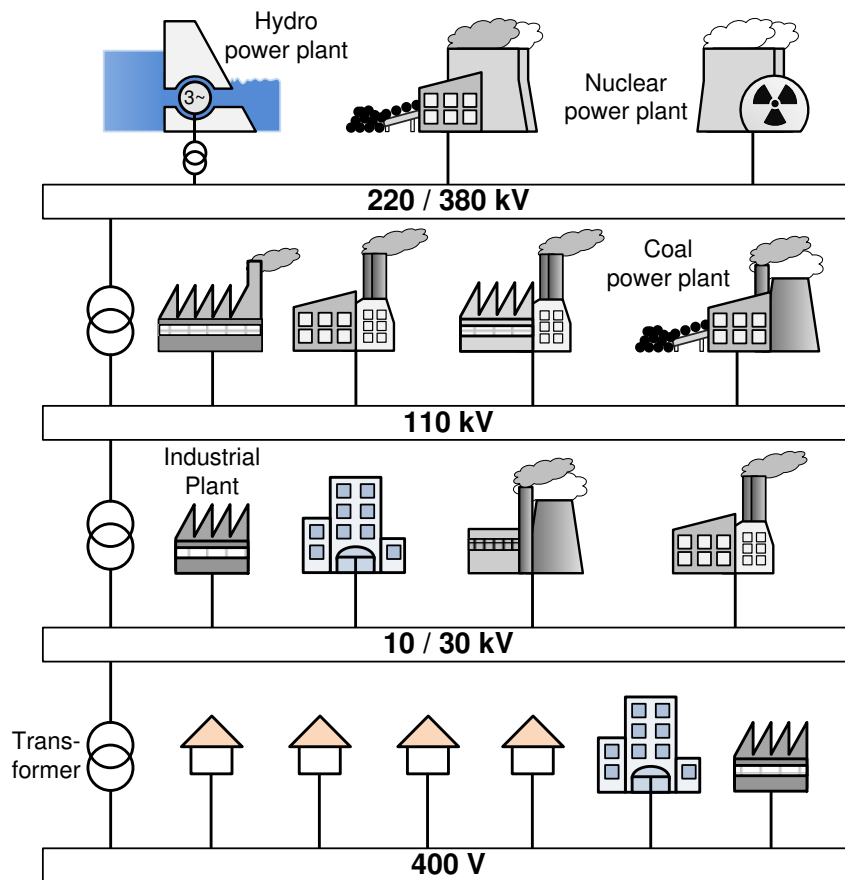 Hydro
power plant
3~
Nuclear
power plant
220 / 380 kV
Coal
power plant
110 kV
Industrial
Plant
10 / 30 kV
Trans-
former
400 V